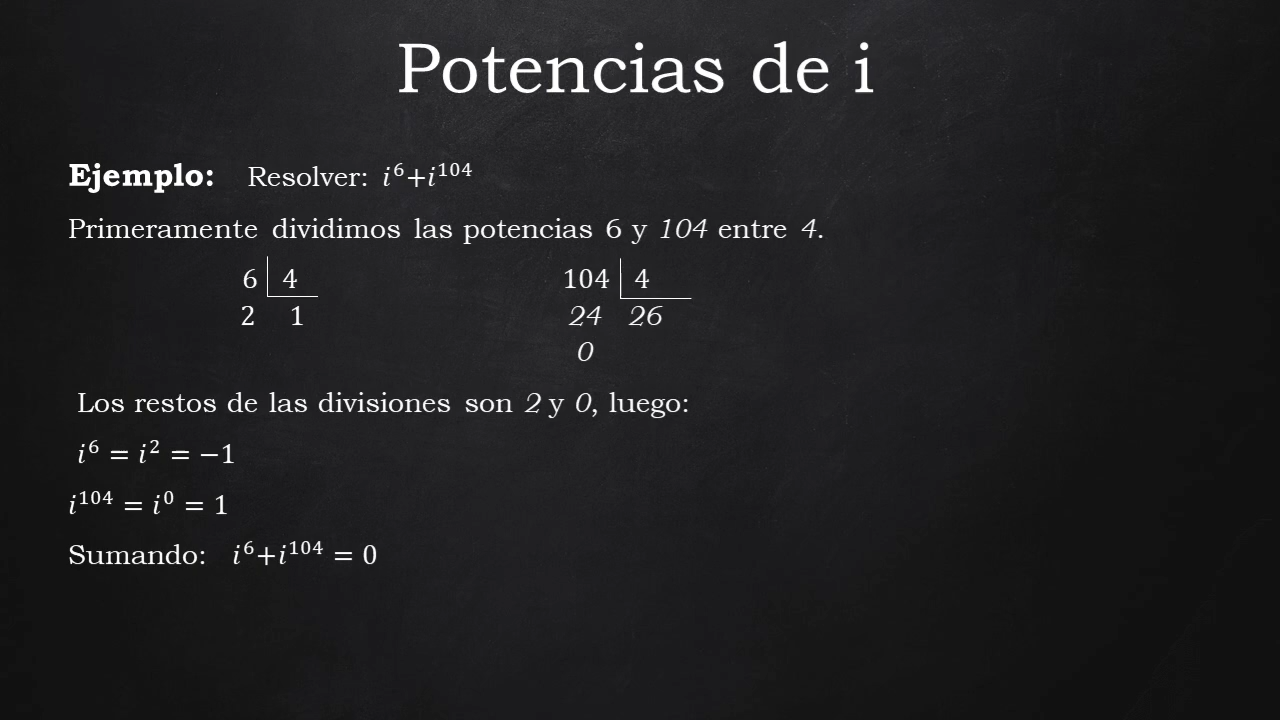 Potencias de i
Ejemplo: Resolver: 𝑖⁶+𝑖¹⁰⁴
Primeramente dividimos las potencias 6 y 104 entre 4.
6 4 104 4
2 1 24 26
0
Los restos de las divisiones son 2 y 0, luego:
𝑖⁶ = 𝑖² = −1
𝑖¹⁰⁴ = 𝑖⁰ = 1
Sumando: 𝑖⁶+𝑖¹⁰⁴ = 0